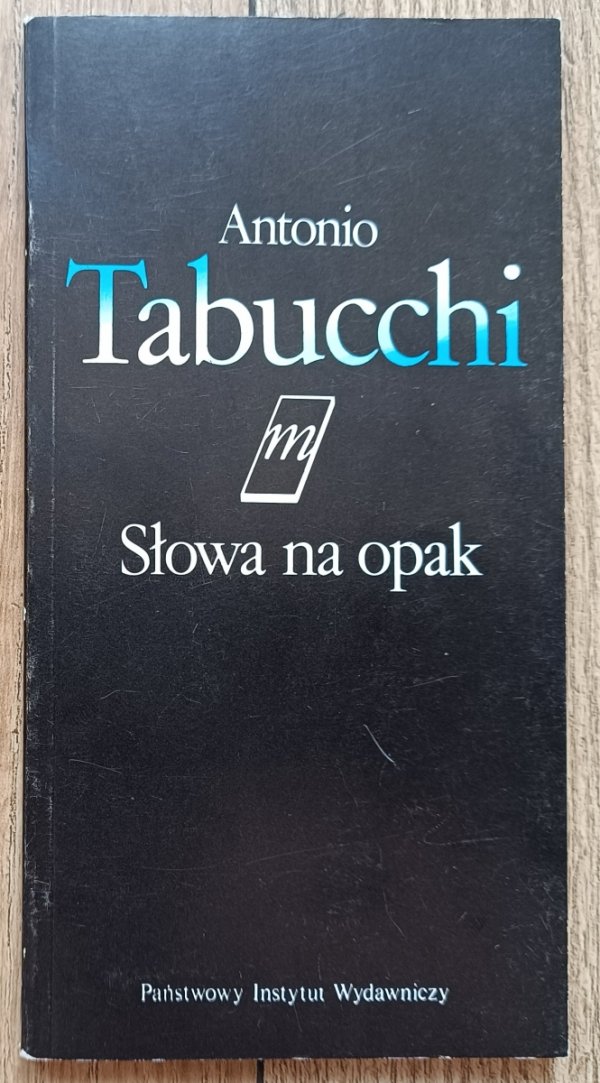 Antonio
Tabucchi
m
Słowa na opak
Państwowy Instytut Wydawniczy